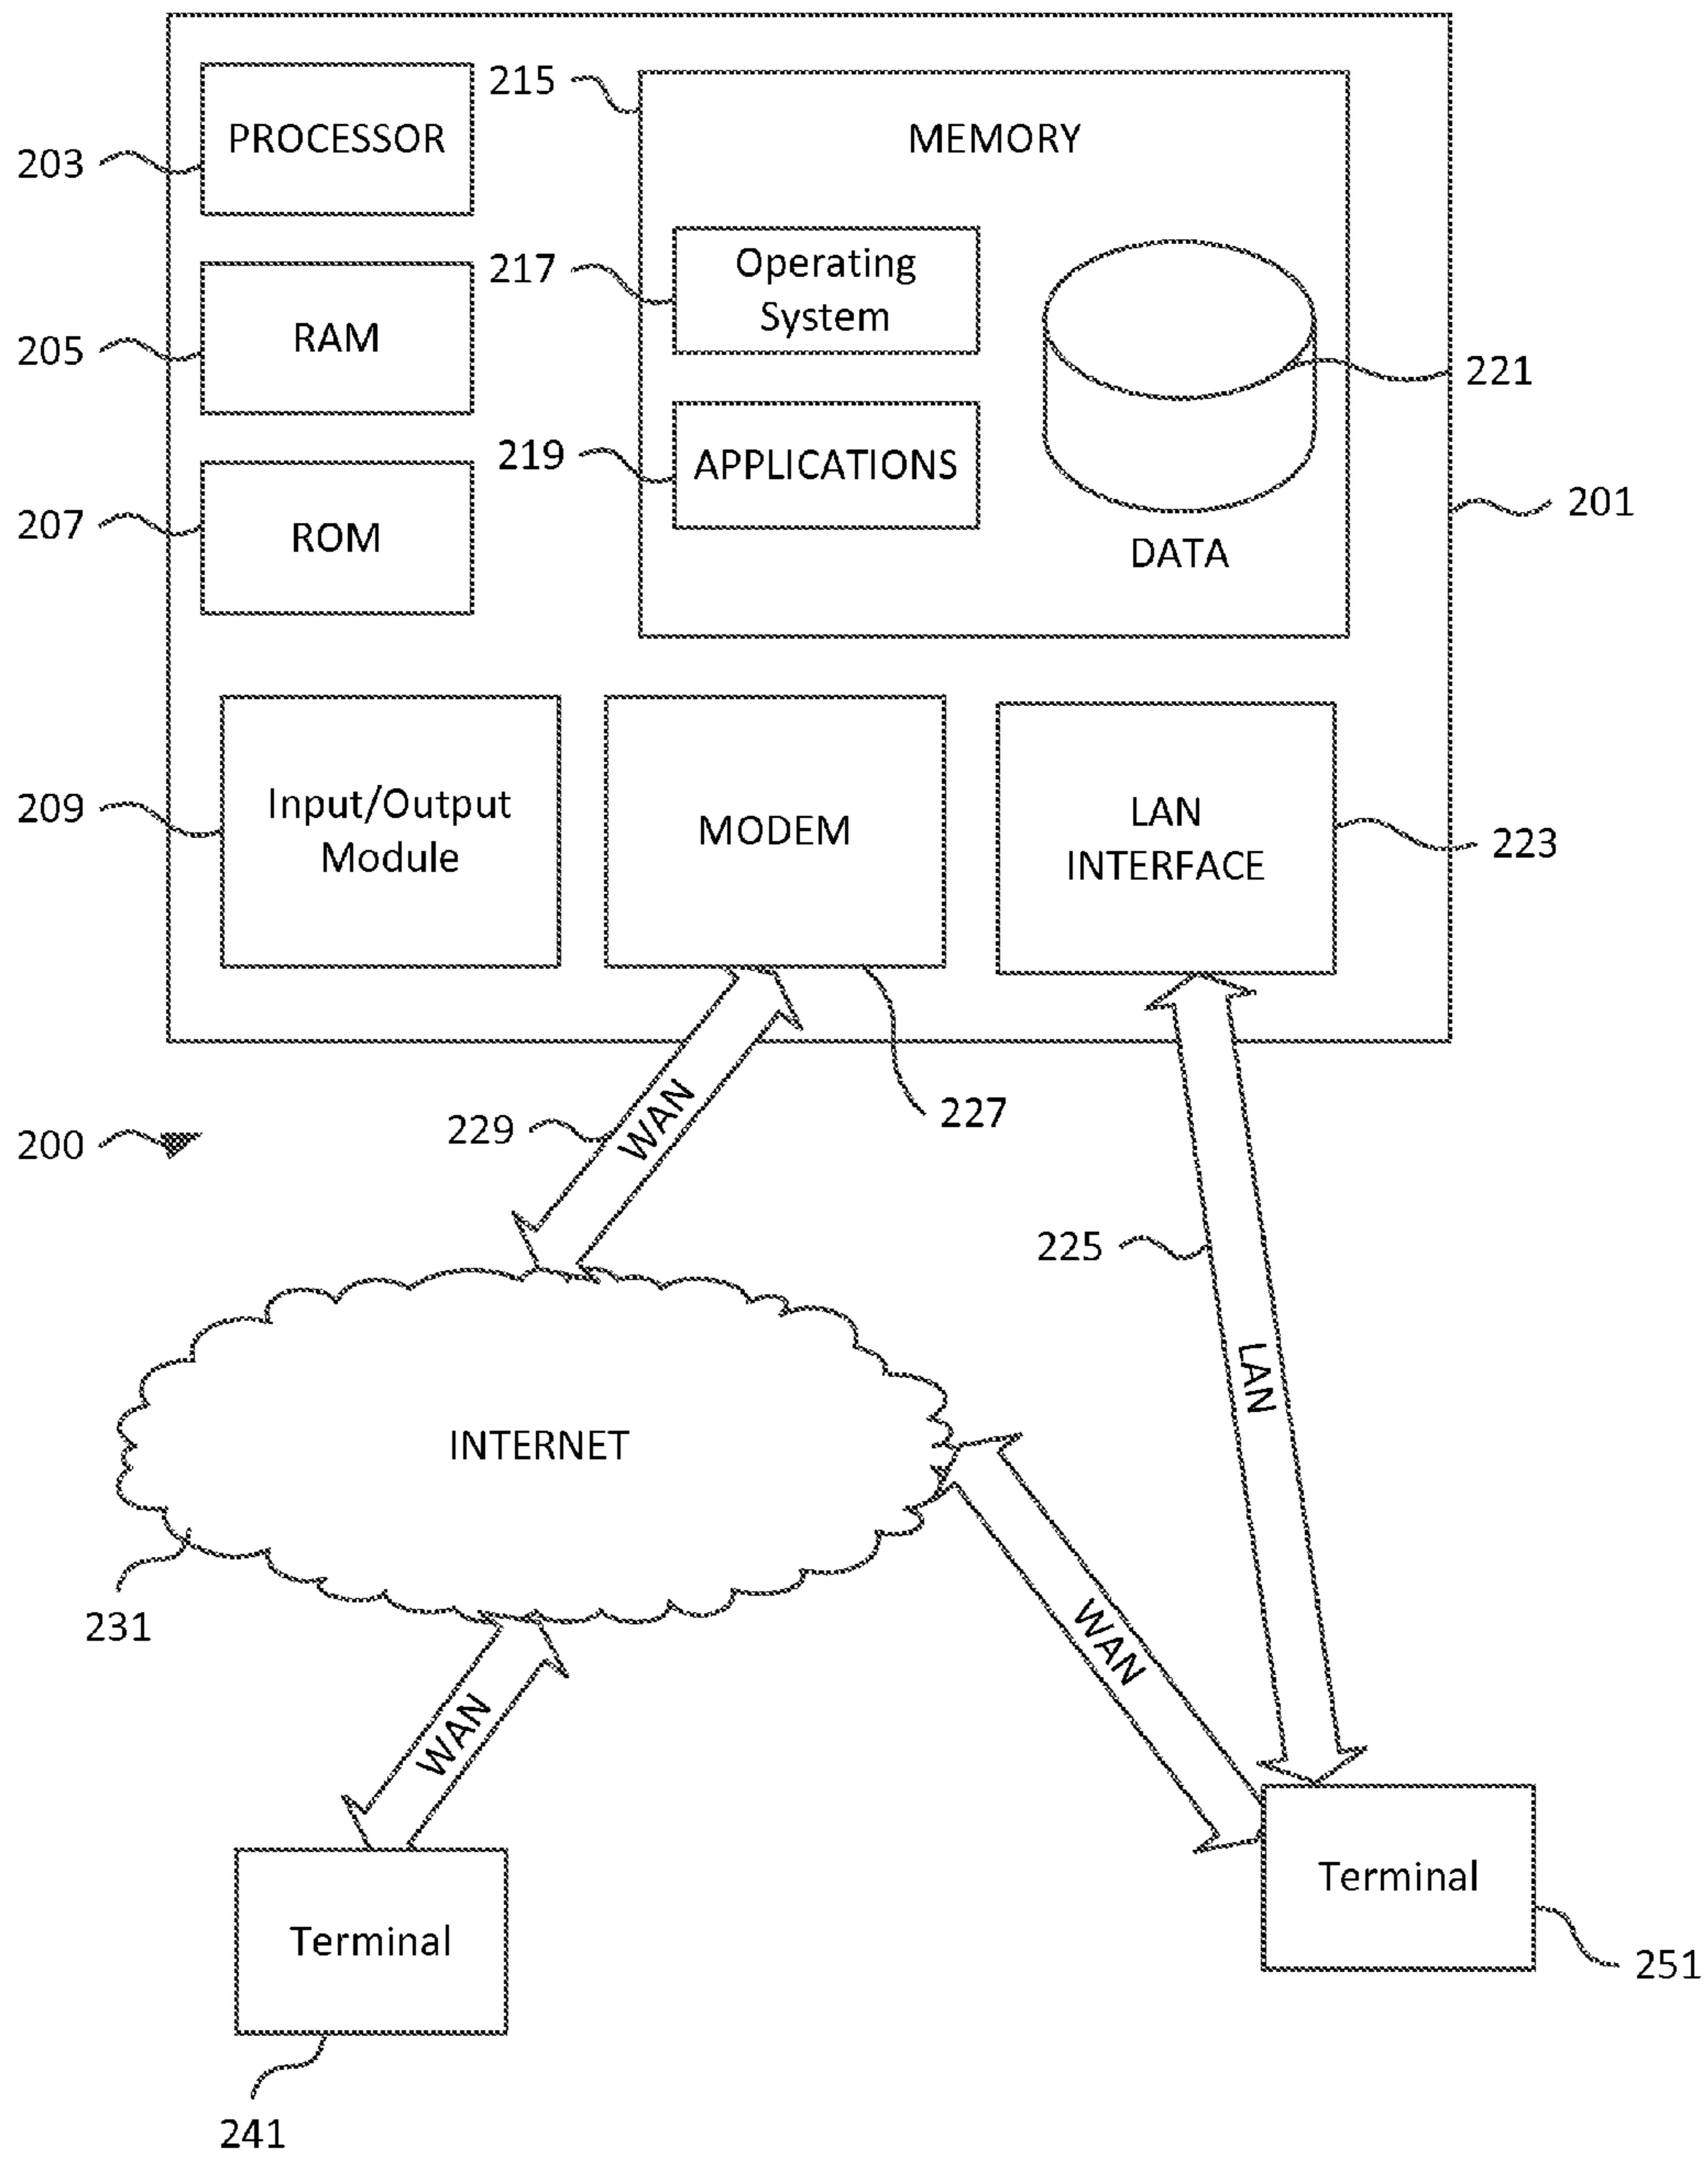 215
PROCESSOR
MEMORY
203
217
Operating
System
205
RAM
221
219
APPLICATIONS
201
207
ROM
DATA
209
Input/Output
Module
MODEM
LAN
INTERFACE
223
229
WAN
227
200
225
LAN
INTERNET
231
WAN
WAN
Terminal
Terminal
251
241